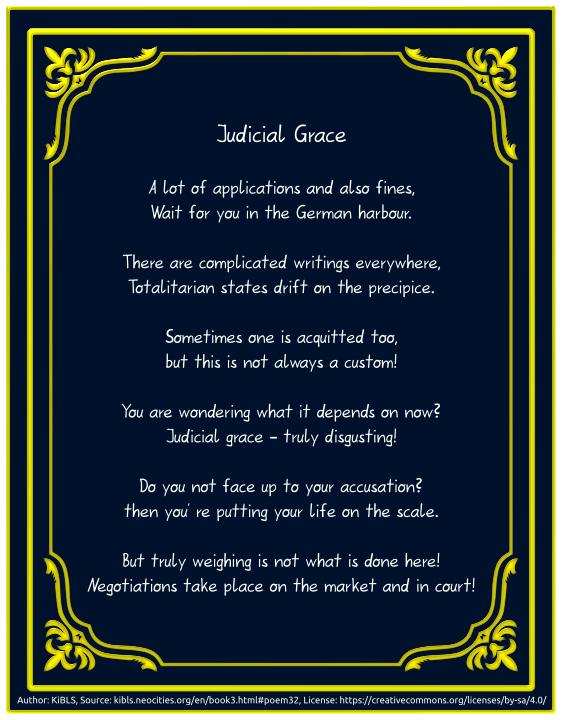 Judicial Grace
A lot of applications and also fines,
Wait for you in the German harbour.
There are complicated writings everywhere,
Totalitarian states drift on the precipice.
Sometimes one is acquitted too,
but this is not always a custom!
You are wondering what it depends on now?
Judicial grace – truly disgusting!
Do you not face up to your accusation?
then you' re putting your life on the scale.
But truly weighing is not what is done here!
Negotiations take place on the market and in court!
Author: KiBLS, Source: kibls.neocities.org/en/book3.html#poem32, License: https://creativecommons.org/licenses/by-sa/4.0/